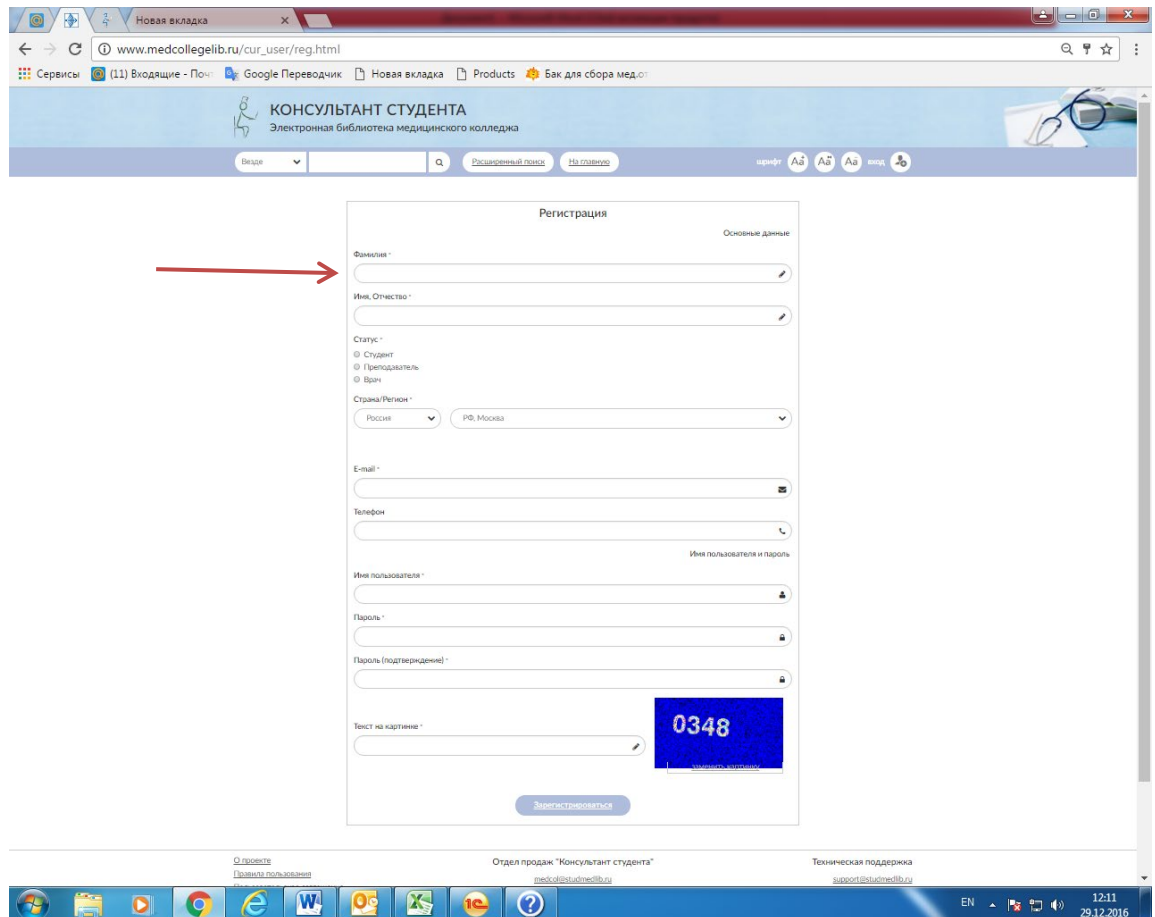 Новая вкладка
www.medcollegelib.ru/cur_user/reg.html
Сервисы (11) Входящие - Поч Google Переводчик Новая вкладка Products Бак для сбора мед.о
КОНСУЛЬТАНТ СТУДЕНТА
Электронная библиотека медицинского колледжа
Везде Расширенный поиск На главную шрифт Aa Aa Aa вход
Регистрация
Основные данные
Фамилия *
Имя, Отчество *
Статус *
Студент
Преподаватель
Врач
Страна/Регион *
Россия РФ, Москва
E-mail *
Телефон
Имя пользователя и пароль
Имя пользователя *
Пароль *
Пароль (подтверждение) *
0348
Текст на картинке *
заменить картинку
Зарегистрироваться
О проекте Отдел продаж "Консультант студента" Техническая поддержка
Правила пользования medcol@studmedlib.ru support@studmedlib.ru
EN 12:11
29.12.2016